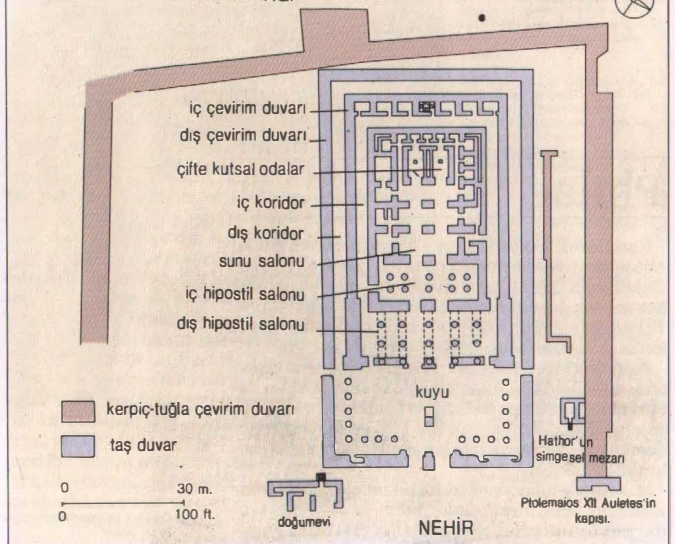 iç çevirim duvarı
dış çevirim duvarı
çifte kutsal odalar
iç koridor
dış koridor
sunu salonu
iç hipostil salonu
dış hipostil salonu
kuyu
kerpiç-tuğla çevirim duvarı
taş duvar
Hathor'un
simgesel mezarı
0 30 m.
0 100 ft.
doğumevi
NEHİR
Ptolemaios XII Auletes'in
kapısı.